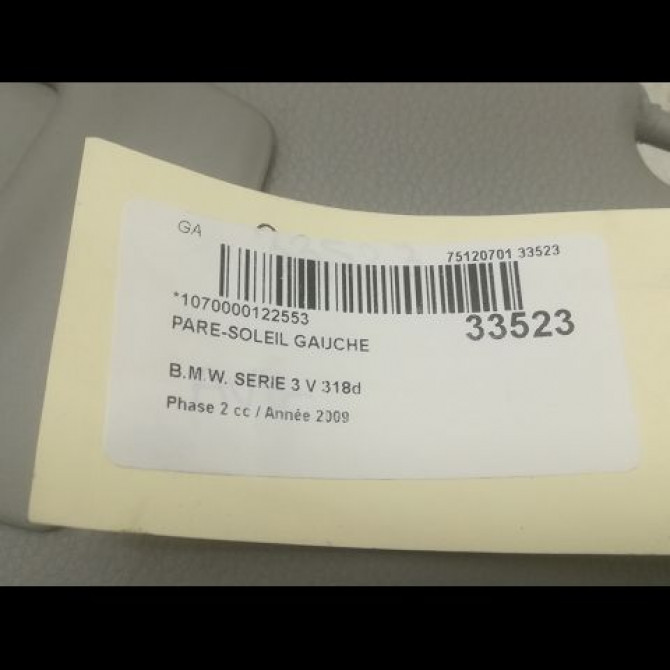 GA
75120701 33523
*1070000122553
33523
PARE-SOLEIL GAUCHE
B.M.W. SERIE 3 V 318d
Phase 2 cc / Année 2009